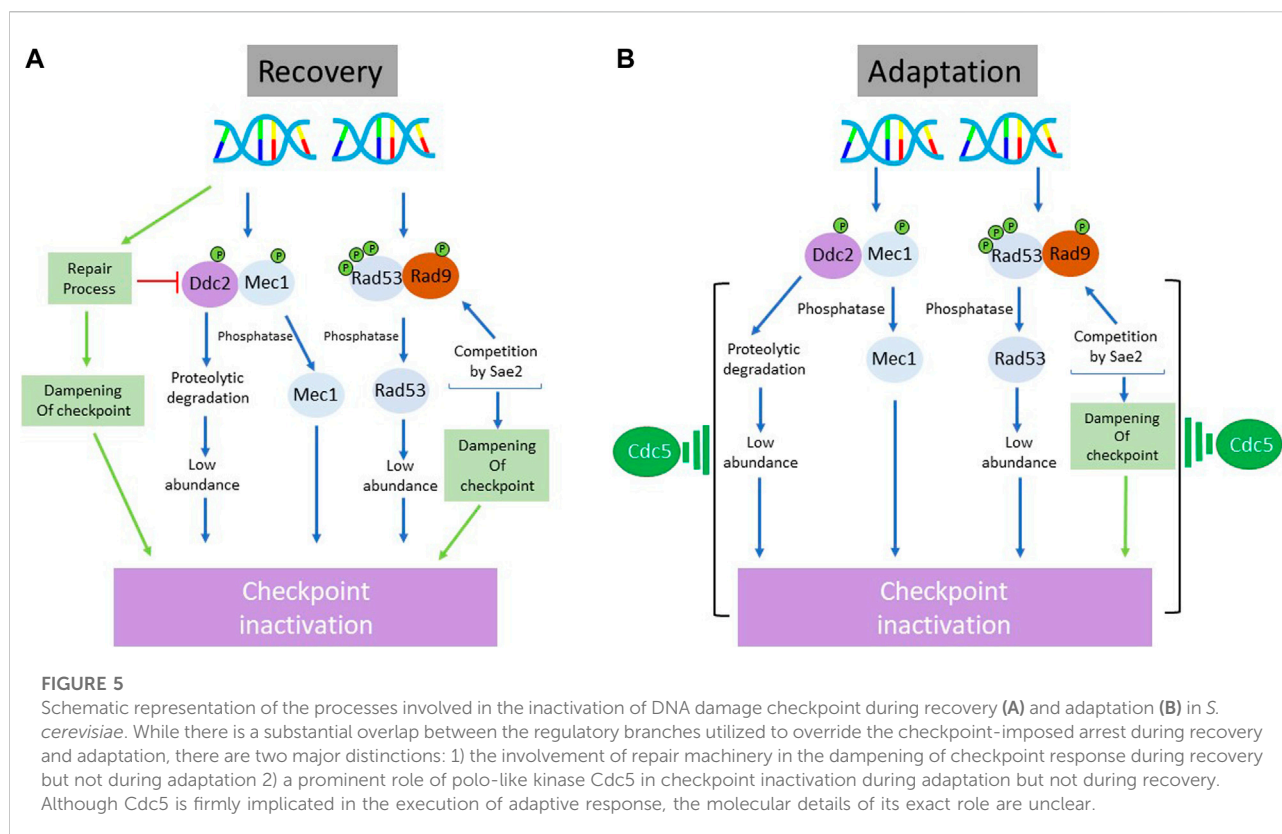 A
Recovery
P
P
P
P
P
P
Repair
Process
Ddc2
Mec1
Rad53
Rad9
Phosphatase
Phosphatase
Competition
by Sae2
Proteolytic
degradation
Mec1
Rad53
Dampening
Of checkpoint
Low
abundance
Low
abundance
Dampening
Of
checkpoint
Checkpoint
inactivation
B
Adaptation
P
P
P
P
P
P
Ddc2
Mec1
Rad53
Rad9
Phosphatase
Phosphatase
Proteolytic
degradation
Mec1
Rad53
Competition
by Sae2
Cdc5
Low
abundance
Low
abundance
Dampening
Of
checkpoint
Cdc5
Checkpoint
inactivation
FIGURE 5
Schematic representation of the processes involved in the inactivation of DNA damage checkpoint during recovery (A) and adaptation (B) in S.
cerevisiae. While there is a substantial overlap between the regulatory branches utilized to override the checkpoint-imposed arrest during recovery
and adaptation, there are two major distinctions: 1) the involvement of repair machinery in the dampening of checkpoint response during recovery
but not during adaptation 2) a prominent role of polo-like kinase Cdc5 in checkpoint inactivation during adaptation but not during recovery.
Although Cdc5 is firmly implicated in the execution of adaptive response, the molecular details of its exact role are unclear.